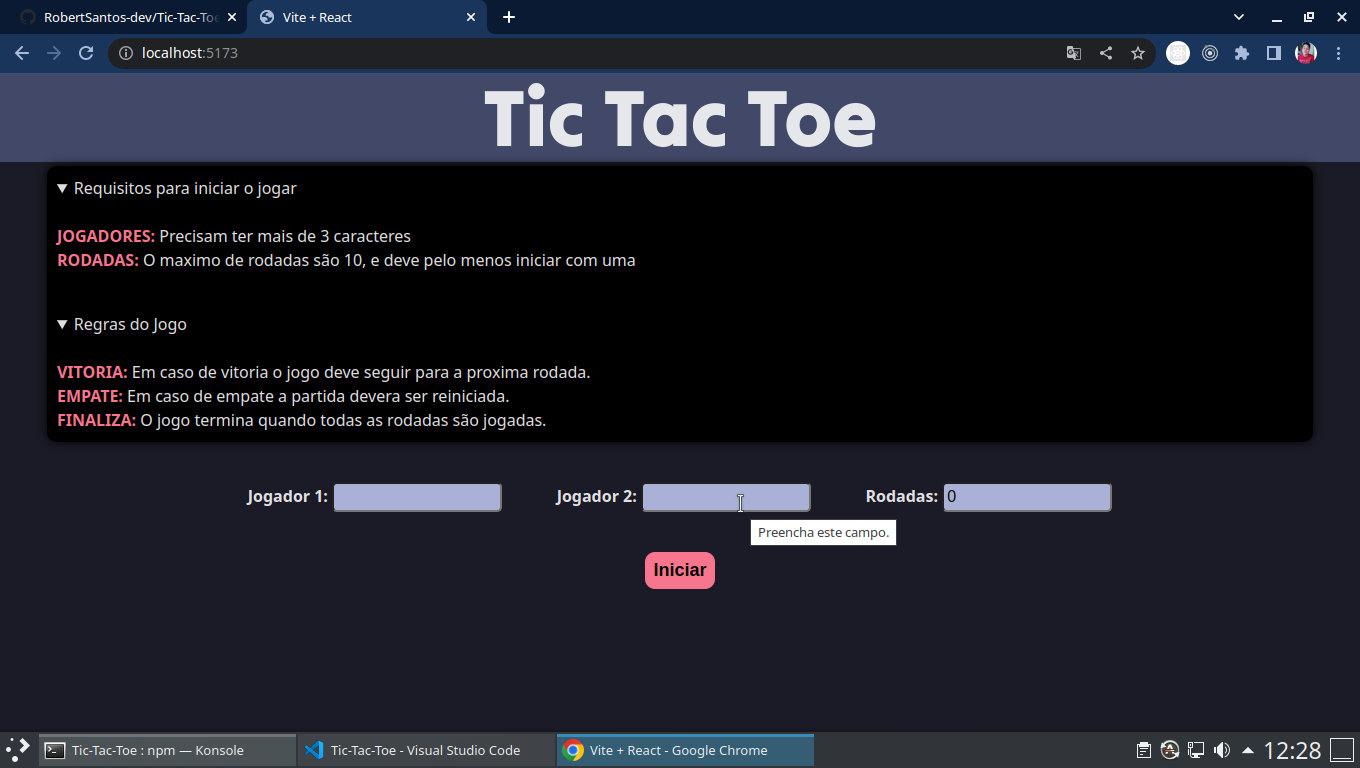 RobertSantos-dev/Tic-Tac-Toe
Vite + React
localhost:5173
Tic Tac Toe
Requisitos para iniciar o jogar
JOGADORES: Precisam ter mais de 3 caracteres
RODADAS: O maximo de rodadas são 10, e deve pelo menos iniciar com uma
Regras do Jogo
VITORIA: Em caso de vitoria o jogo deve seguir para a proxima rodada.
EMPATE: Em caso de empate a partida devera ser reiniciada.
FINALIZA: O jogo termina quando todas as rodadas são jogadas.
Jogador 1: Jogador 2: Rodadas: 0
Preencha este campo.
Iniciar
Tic-Tac-Toe : npm — Konsole
Tic-Tac-Toe - Visual Studio Code
Vite + React - Google Chrome
12:28